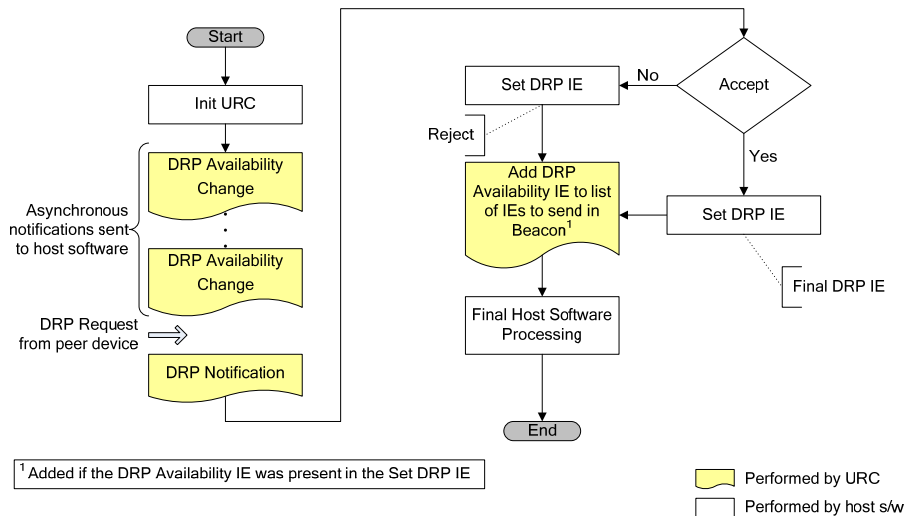 Start
Init URC
DRP Availability
Change
Asynchronous
notifications sent
to host software
DRP Availability
Change
DRP Request
from peer device
DRP Notification
Accept
No
Set DRP IE
Reject
Yes
Add DRP
Availability IE to list
of IEs to send in
Beacon¹
Set DRP IE
Final DRP IE
Final Host Software
Processing
End
¹ Added if the DRP Availability IE was present in the Set DRP IE
Performed by URC
Performed by host s/w